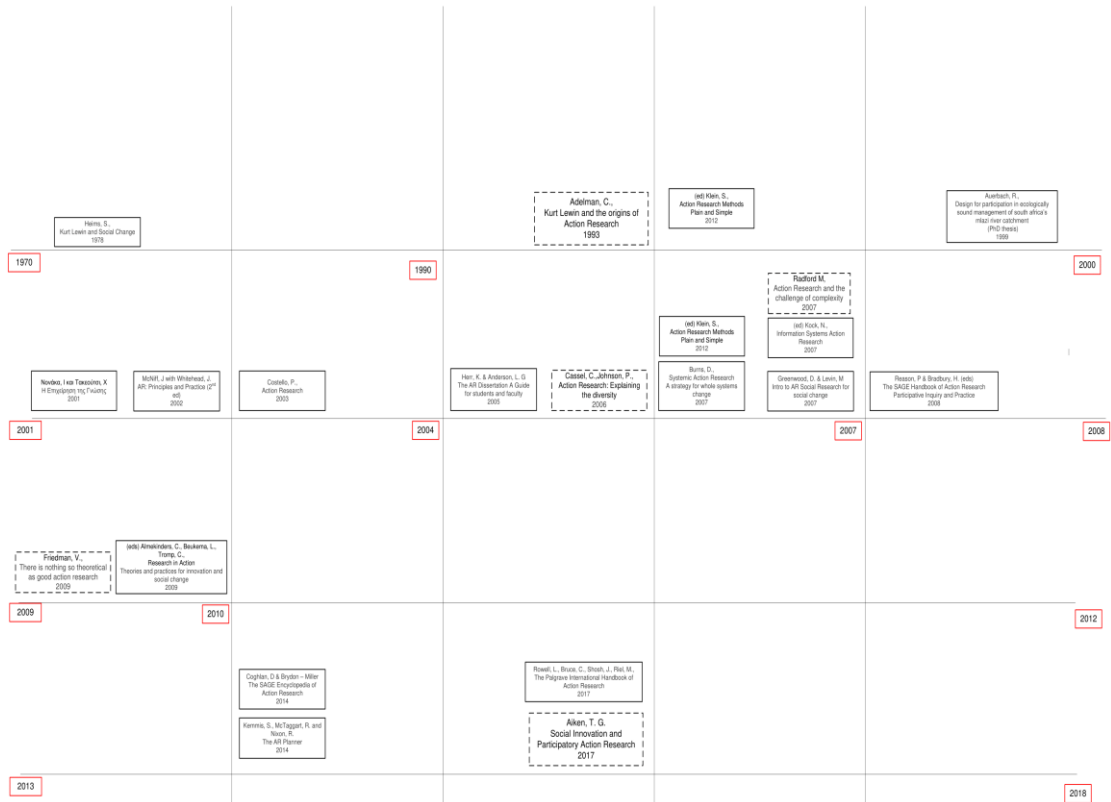 Heims, S.,
Kurt Lewin and Social Change
1978
Adelman, C.,
Kurt Lewin and the origins of
Action Research
1993
(ed) Klein, S.,
Action Research Methods
Plain and Simple
2012
Auerbach, R.,
Design for participation in ecologically
sound management of south africa's
mlazi river catchment
(PhD thesis)
1999
1970
1990
2000
Νονάκα, Ι και Τακεούτσι, Χ
Η Επιχείρηση της Γνώσης
2001
McNiff, J with Whitehead, J.
AR: Principles and Practice (2nd
ed)
2002
Costello, P.,
Action Research
2003
Herr, K. & Anderson, L. G
The AR Dissertation A Guide
for students and faculty
2005
Cassel, C.,Johnson, P.,
Action Research: Explaining
the diversity
2006
(ed) Klein, S.,
Action Research Methods
Plain and Simple
2012
Burns, D.,
Systemic Action Research
A strategy for whole systems
change
2007
Radford M.
Action Research and the
challenge of complexity
2007
(ed) Kock, N.,
Information Systems Action
Research
2007
Greenwood, D. & Levin, M
Intro to AR Social Research for
social change
2007
Reason, P & Bradbury, H. (eds)
The SAGE Handbook of Action Research
Participative Inquiry and Practice
2008
2001
2004
2007
2008
Friedman, V.,
There is nothing so theoretical
as good action research
2009
(eds) Almekinders, C., Beukema, L.,
Tromp, C.,
Research in Action
Theories and practices for innovation and
social change
2009
2009
2010
2012
Coghlan, D & Brydon – Miller
The SAGE Encyclopedia of
Action Research
2014
Kemmis, S., McTaggart, R. and
Nixon, R.
The AR Planner
2014
Rowell, L., Bruce, C., Shosh, J., Riel, M.,
The Palgrave International Handbook of
Action Research
2017
Aiken, T. G.
Social Innovation and
Participatory Action Research
2017
2013
2018